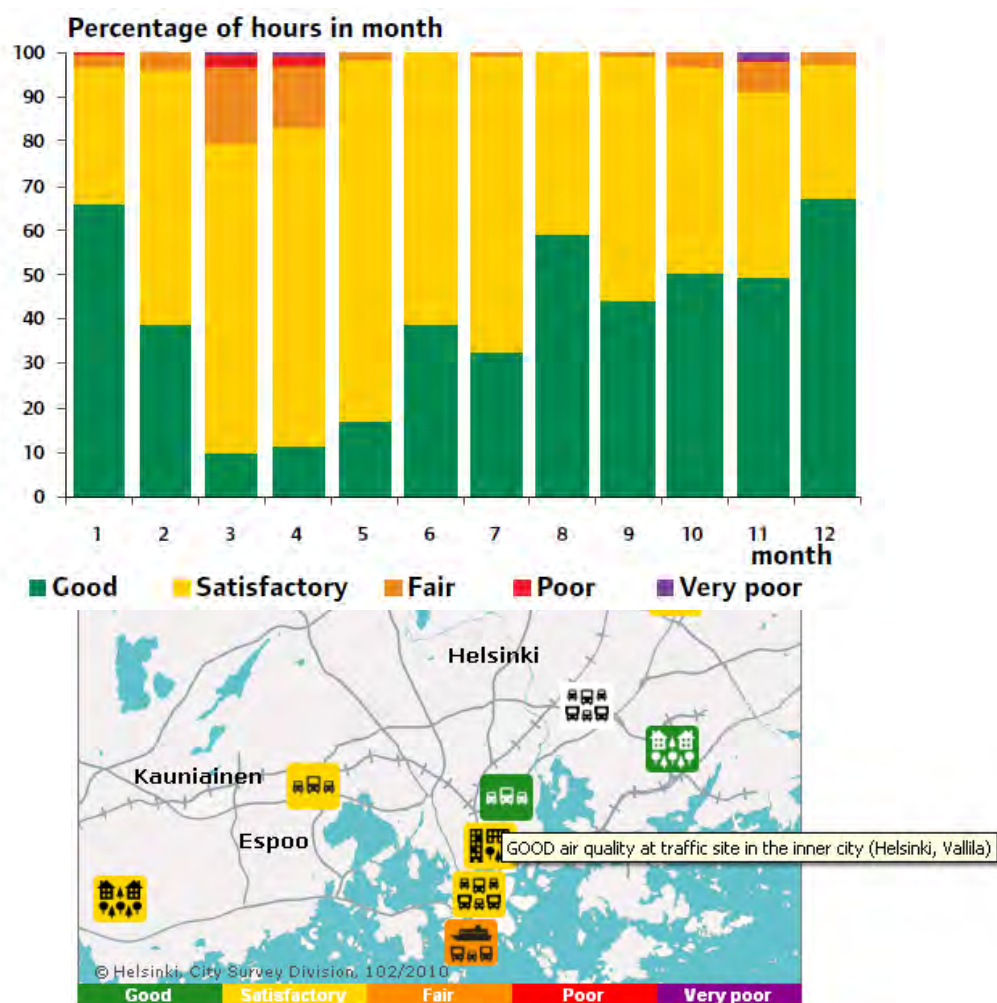 Percentage of hours in month
100
90
80
70
60
50
40
30
20
10
0
1 2 3 4 5 6 7 8 9 10 11 12
month
Good Satisfactory Fair Poor Very poor
Helsinki
Kauniainen
Espoo
GOOD air quality at traffic site in the inner city (Helsinki, Vallila)
© Helsinki, City Survey Division, 102/2010
Good Satisfactory Fair Poor Very poor